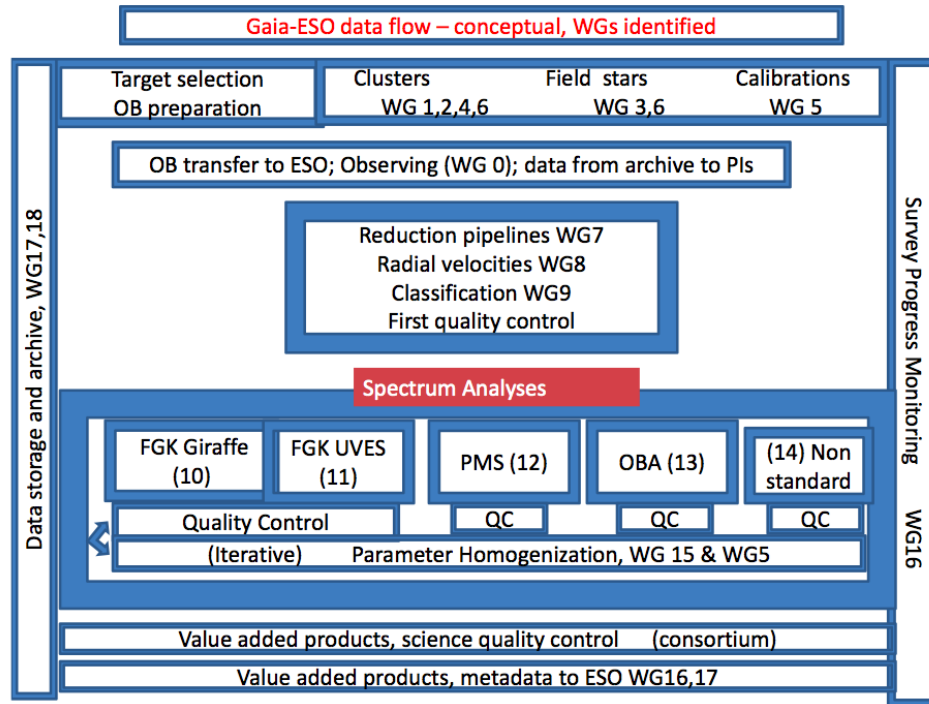 Gaia-ESO data flow – conceptual, WGs identified
Target selection
OB preparation
Clusters Field stars Calibrations
WG 1,2,4,6 WG 3,6 WG 5
OB transfer to ESO; Observing (WG 0); data from archive to PIs
Reduction pipelines WG7
Radial velocities WG8
Classification WG9
First quality control
Data storage and archive, WG17,18
Survey Progress Monitoring WG16
Spectrum Analyses
FGK Giraffe
(10)
FGK UVES
(11)
PMS (12)
OBA (13)
(14) Non
standard
Quality Control
QC
QC
QC
(Iterative) Parameter Homogenization, WG 15 & WG5
Value added products, science quality control (consortium)
Value added products, metadata to ESO WG16,17